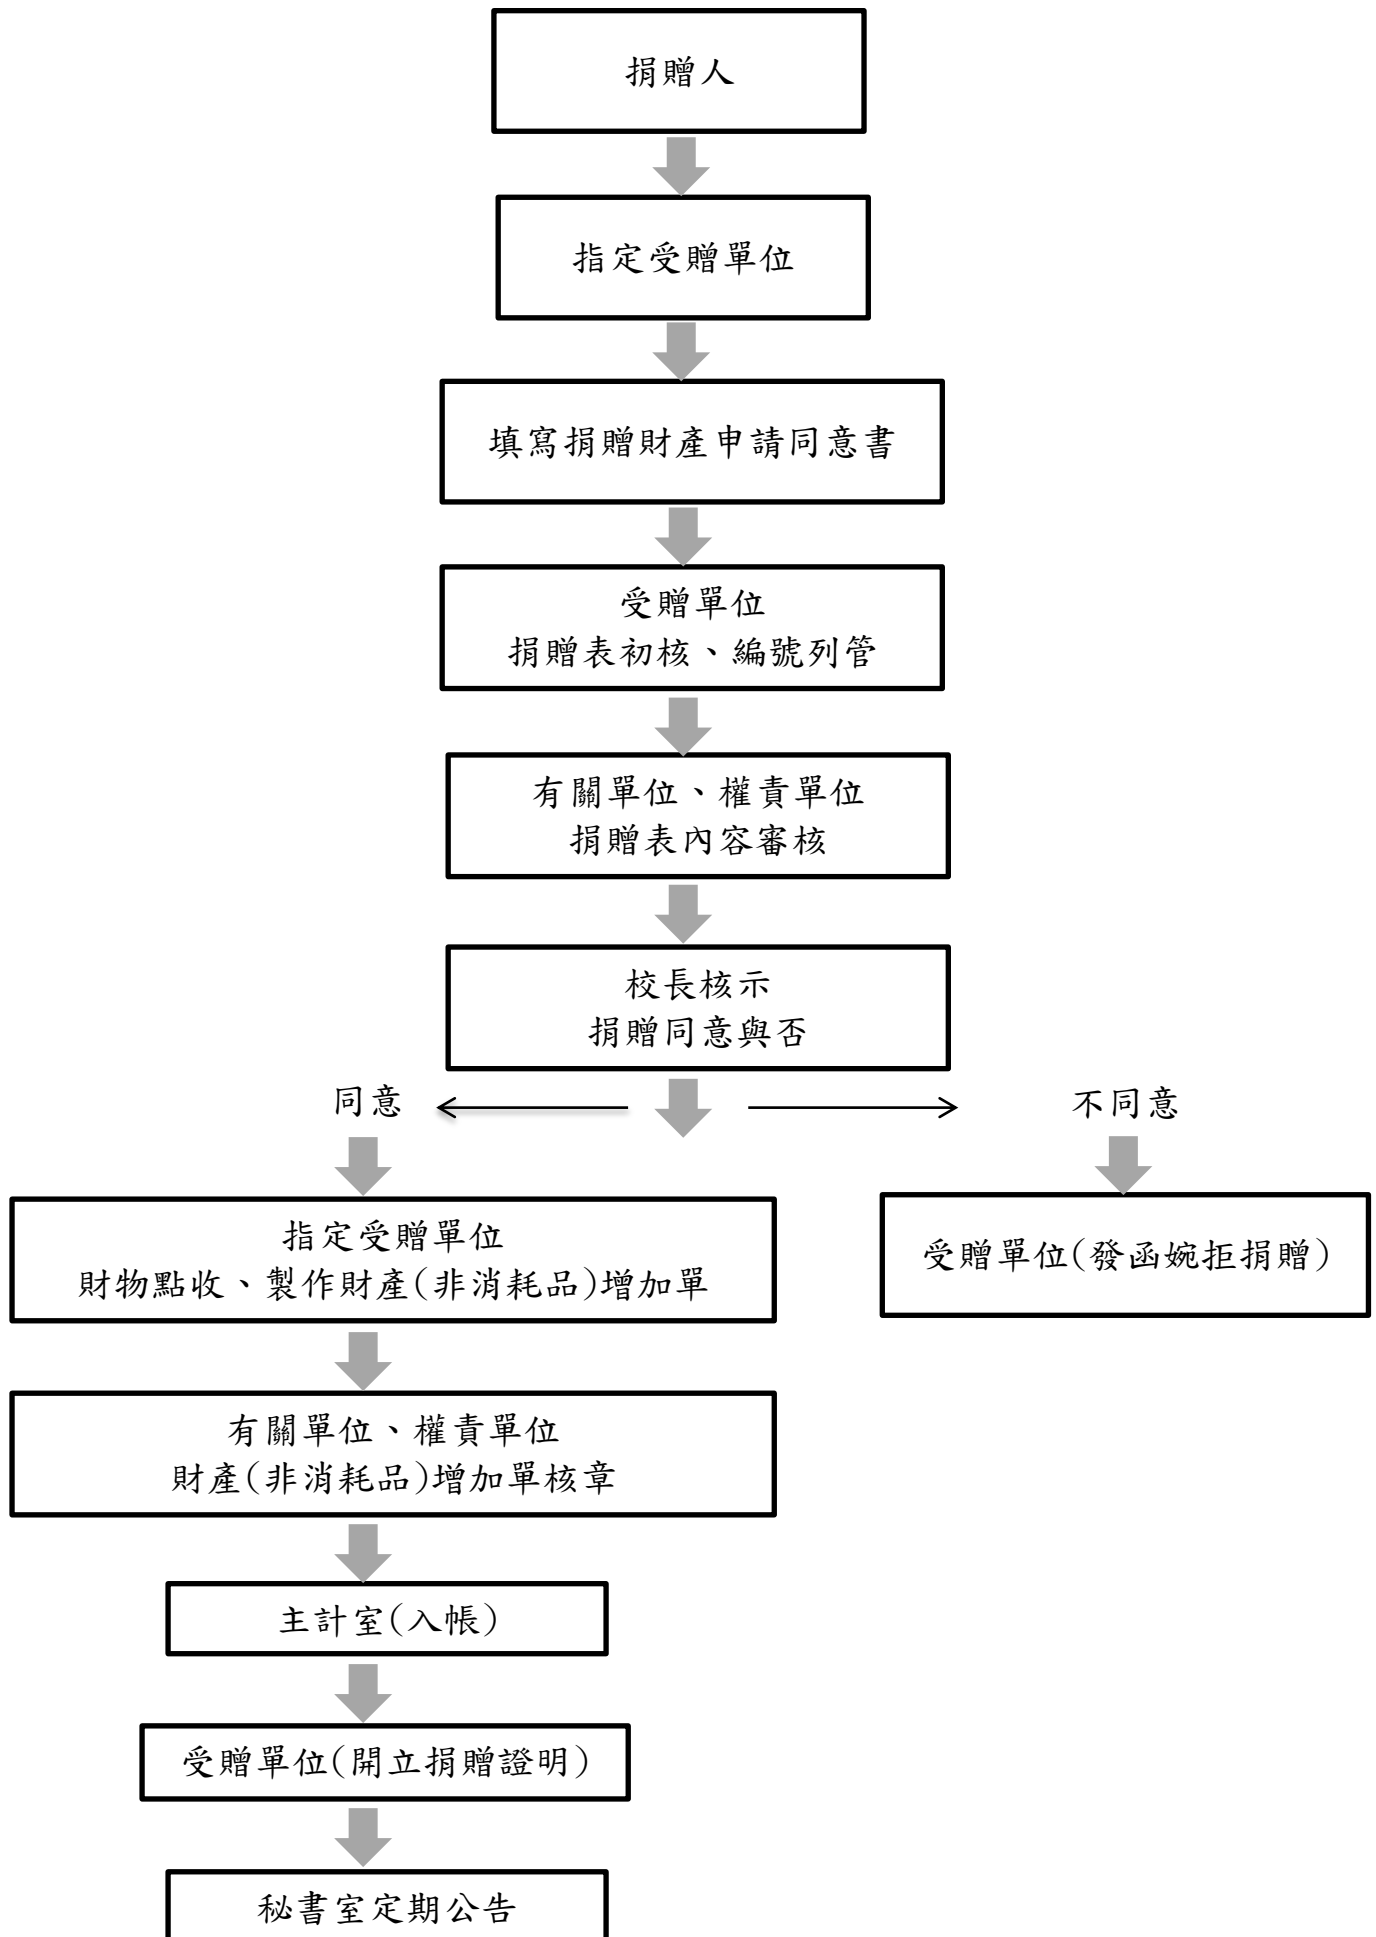 捐贈人
指定受贈單位
填寫捐贈財產申請同意書
受贈單位
捐贈表初核、編號列管
有關單位、權責單位
捐贈表內容審核
校長核示
捐贈同意與否
同意
不同意
指定受贈單位
財物點收、製作財產(非消耗品)增加單
受贈單位(發函婉拒捐贈)
有關單位、權責單位
財產(非消耗品)增加單核章
主計室(入帳)
受贈單位(開立捐贈證明)
秘書室定期公告